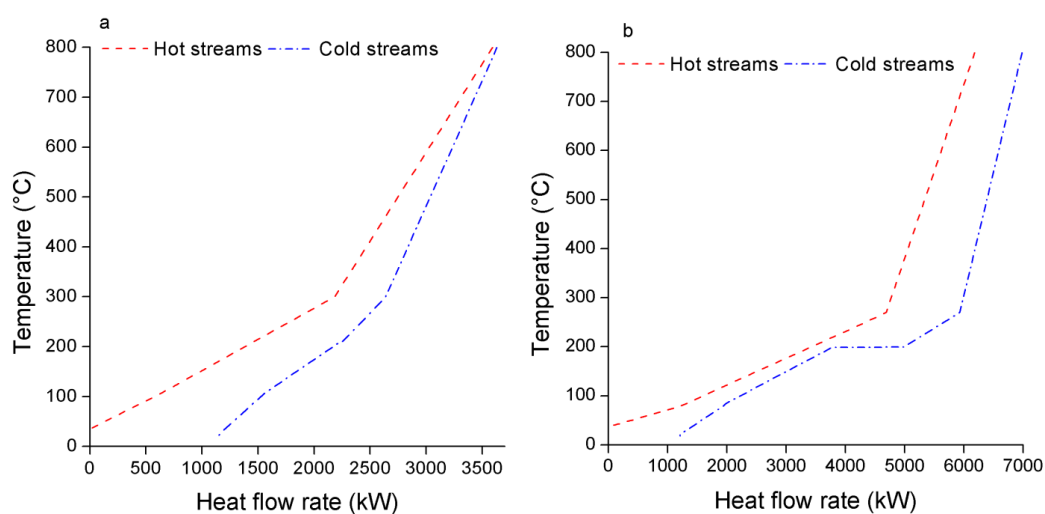 a
Hot streams
Cold streams
800
700
600
500
400
300
200
100
0
Temperature (°C)
0 500 1000 1500 2000 2500 3000 3500
Heat flow rate (kW)
b
Hot streams
Cold streams
800
700
600
500
400
300
200
100
0
Temperature (°C)
0 1000 2000 3000 4000 5000 6000 7000
Heat flow rate (kW)